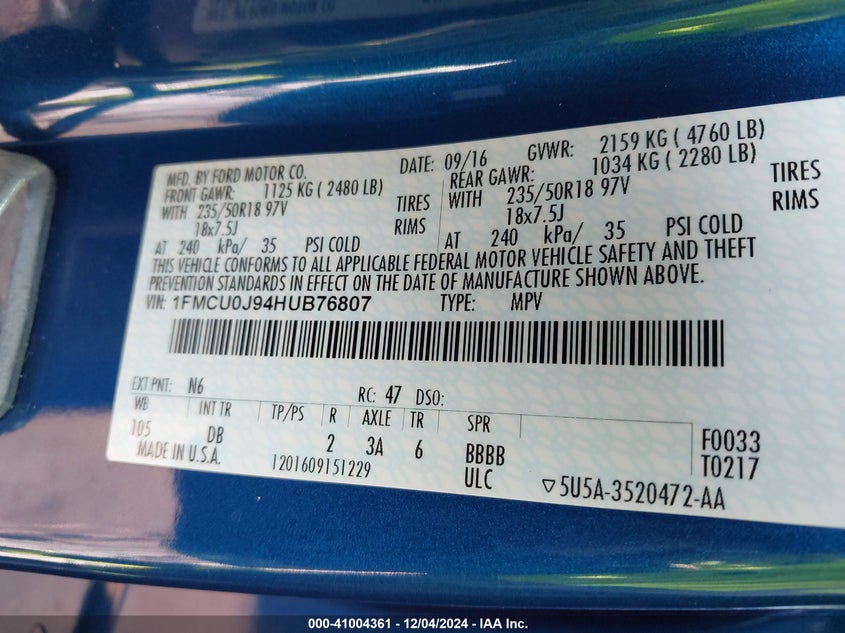 MFD. BY FORD MOTOR CO. DATE: 09/16 GVWR: 2159 KG ( 4760 LB)
FRONT GAWR: 1125 KG ( 2480 LB) REAR GAWR: 1034 KG ( 2280 LB)
WITH 235/50R18 97V TIRES WITH 235/50R18 97V TIRES
18x7.5J RIMS 18x7.5J RIMS
AT 240 kPa/ 35 PSI COLD AT 240 kPa/ 35 PSI COLD
THIS VEHICLE CONFORMS TO ALL APPLICABLE FEDERAL MOTOR VEHICLE SAFETY AND THEFT
PREVENTION STANDARDS IN EFFECT ON THE DATE OF MANUFACTURE SHOWN ABOVE.
VIN: 1FMCU0J94HUB76807 TYPE: MPV
EXT PNT: N6 RC: 47 DSO:
WB INT TR TP/PS R AXLE TR SPR
105 DB 2 3A 6 BBBB F0033
MADE IN U.S.A. 1201609151229 ULC T0217
▽5U5A-3520472-AA
000-41004361 - 12/04/2024 - IAA Inc.